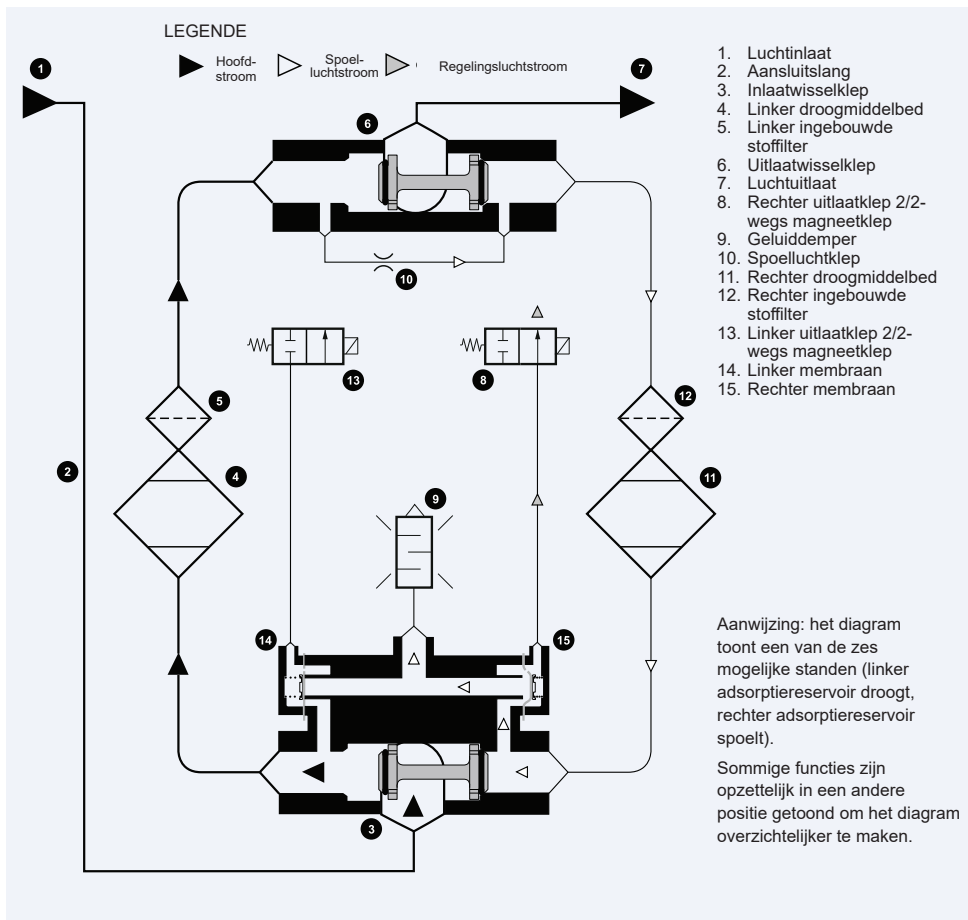 LEGENDE
Hoofd-
stroom
Spoel-
luchtstroom
Regelingsluchtstroom
1
7
6
10
13
8
5
12
4
11
2
9
14
15
3
1. Luchtinlaat
2. Aansluitslang
3. Inlaatwisselklep
4. Linker droogmiddelbed
5. Linker ingebouwde
stoffilter
6. Uitlaatwisselklep
7. Luchtuitlaat
8. Rechter uitlaatklep 2/2-
wegs magneetklep
9. Geluiddemper
10. Spoelluchtklep
11. Rechter droogmiddelbed
12. Rechter ingebouwde
stoffilter
13. Linker uitlaatklep 2/2-
wegs magneetklep
14. Linker membraan
15. Rechter membraan
Aanwijzing: het diagram
toont een van de zes
mogelijke standen (linker
adsorptiereservoir droogt,
rechter adsorptiereservoir
spoelt).
Sommige functies zijn
opzettelijk in een andere
positie getoond om het diagram
overzichtelijker te maken.